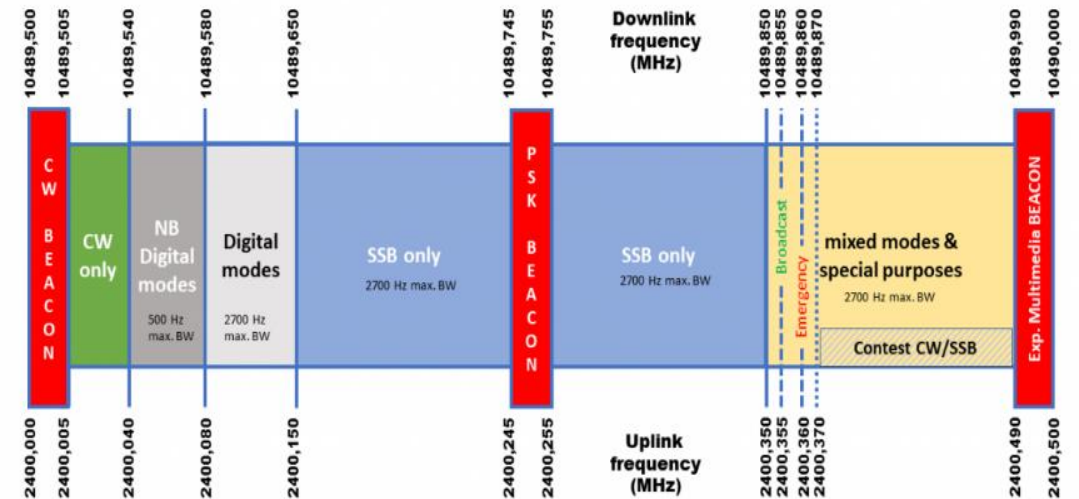 10489,500
10489,505
10489,540
10489,580
10489,650
10489,745
10489,755
Downlink
frequency
(MHz)
10489,850
10489,855
10489,860
10489,870
10489,990
10490,000
CW BEACON
CW
only
NB
Digital
modes
500 Hz
max. BW
Digital
modes
2700 Hz
max. BW
SSB only
2700 Hz max. BW
PSK BEACON
SSB only
2700 Hz max. BW
Broadcast
Emergency
mixed modes &
special purposes
2700 Hz max. BW
Contest CW/SSB
Exp. Multimedia BEACON
2400,000
2400,005
2400,040
2400,080
2400,150
2400,245
2400,255
Uplink
frequency
(MHz)
2400,350
2400,355
2400,360
2400,370
2400,490
2400,500